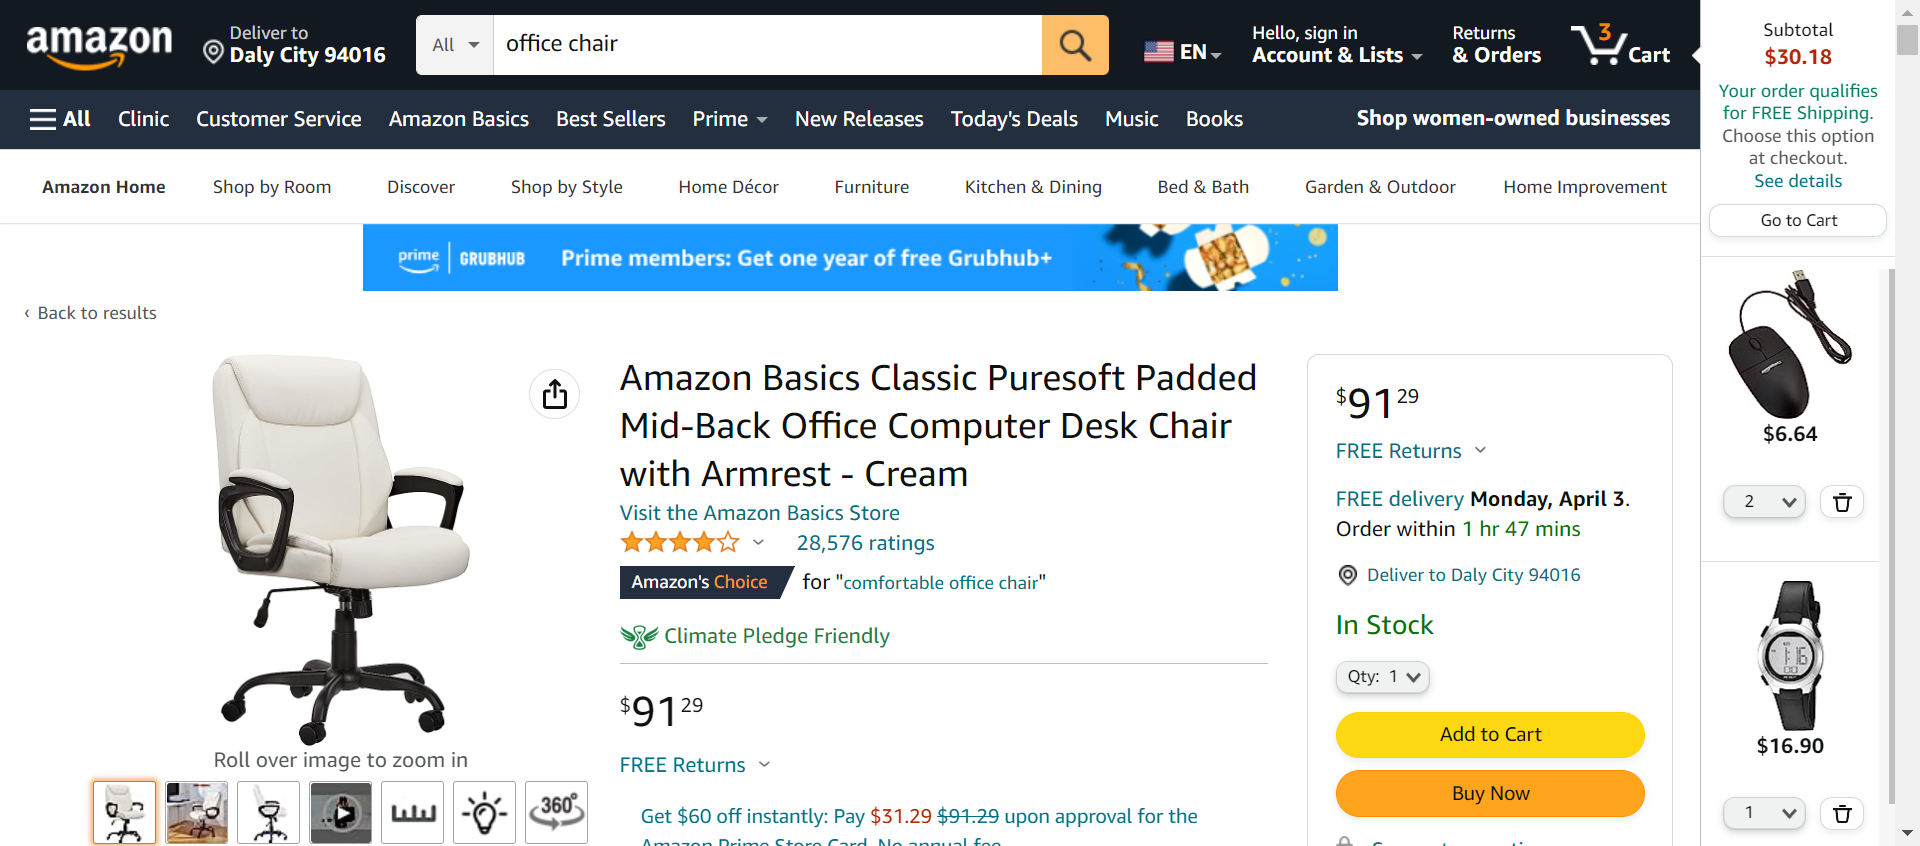 amazon
Deliver to
Daly City 94016
All
office chair
EN
Hello, sign in
Account & Lists
Returns
& Orders
3
Cart
All
Clinic
Customer Service
Amazon Basics
Best Sellers
Prime
New Releases
Today's Deals
Music
Books
Shop women-owned businesses
Amazon Home
Shop by Room
Discover
Shop by Style
Home Décor
Furniture
Kitchen & Dining
Bed & Bath
Garden & Outdoor
Home Improvement
prime
GRUBHUB
Prime members: Get one year of free Grubhub+
‹ Back to results
Roll over image to zoom in
360°
Amazon Basics Classic Puresoft Padded
Mid-Back Office Computer Desk Chair
with Armrest - Cream
Visit the Amazon Basics Store
28,576 ratings
Amazon's Choice
for "comfortable office chair"
Climate Pledge Friendly
$91 29
FREE Returns
Get $60 off instantly: Pay $31.29 $91.29 upon approval for the
Amazon Prime Store Card. No annual fee.
$91 29
FREE Returns
FREE delivery Monday, April 3.
Order within 1 hr 47 mins
Deliver to Daly City 94016
In Stock
Qty: 1
Add to Cart
Buy Now
Subtotal
$30.18
Your order qualifies
for FREE Shipping.
Choose this option
at checkout.
See details
Go to Cart
$6.64
2
$16.90
1